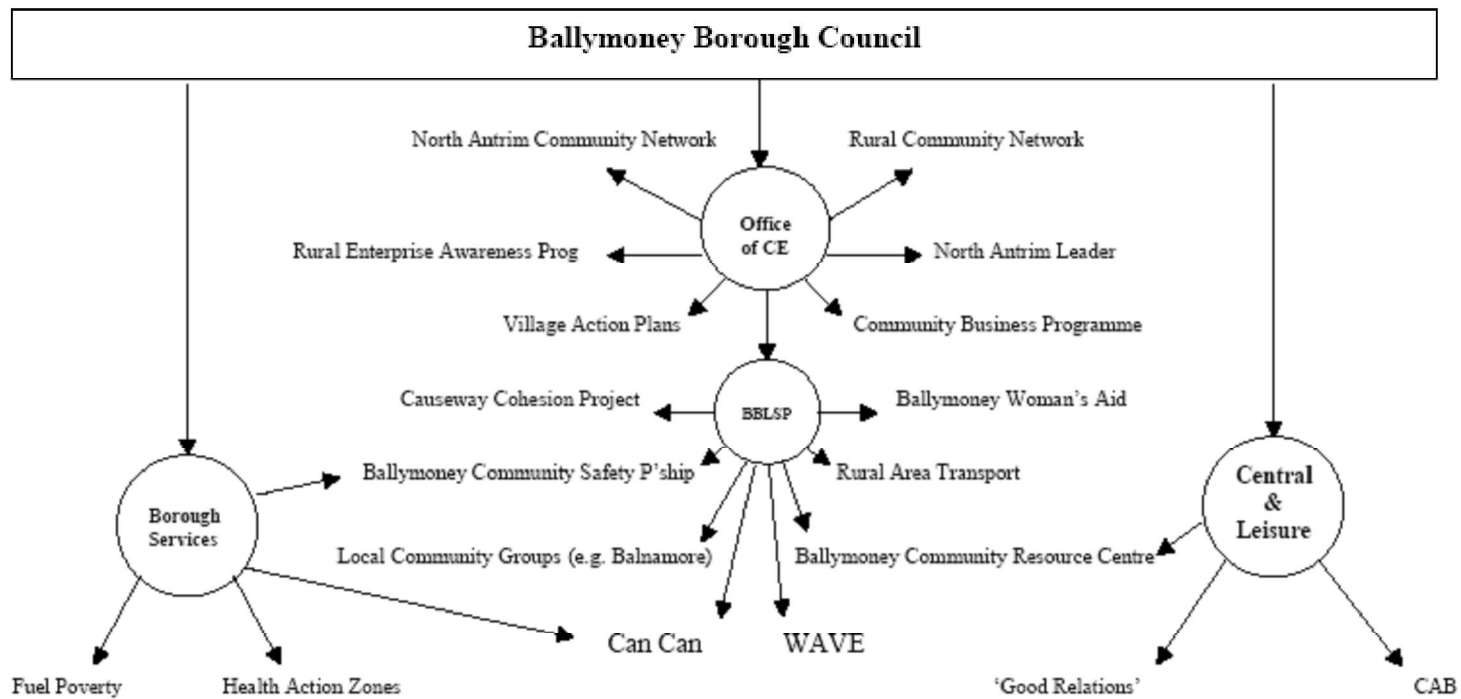 Ballymoney Borough Council
North Antrim Community Network
Rural Community Network
Office
of CE
Rural Enterprise Awareness Prog
North Antrim Leader
Village Action Plans
Community Business Programme
Causeway Cohesion Project
BBLSP
Ballymoney Woman's Aid
Ballymoney Community Safety P'ship
Rural Area Transport
Central
&
Leisure
Borough
Services
Local Community Groups (e.g. Balnamore)
Ballymoney Community Resource Centre
Can Can
WAVE
Fuel Poverty
Health Action Zones
'Good Relations'
CAB